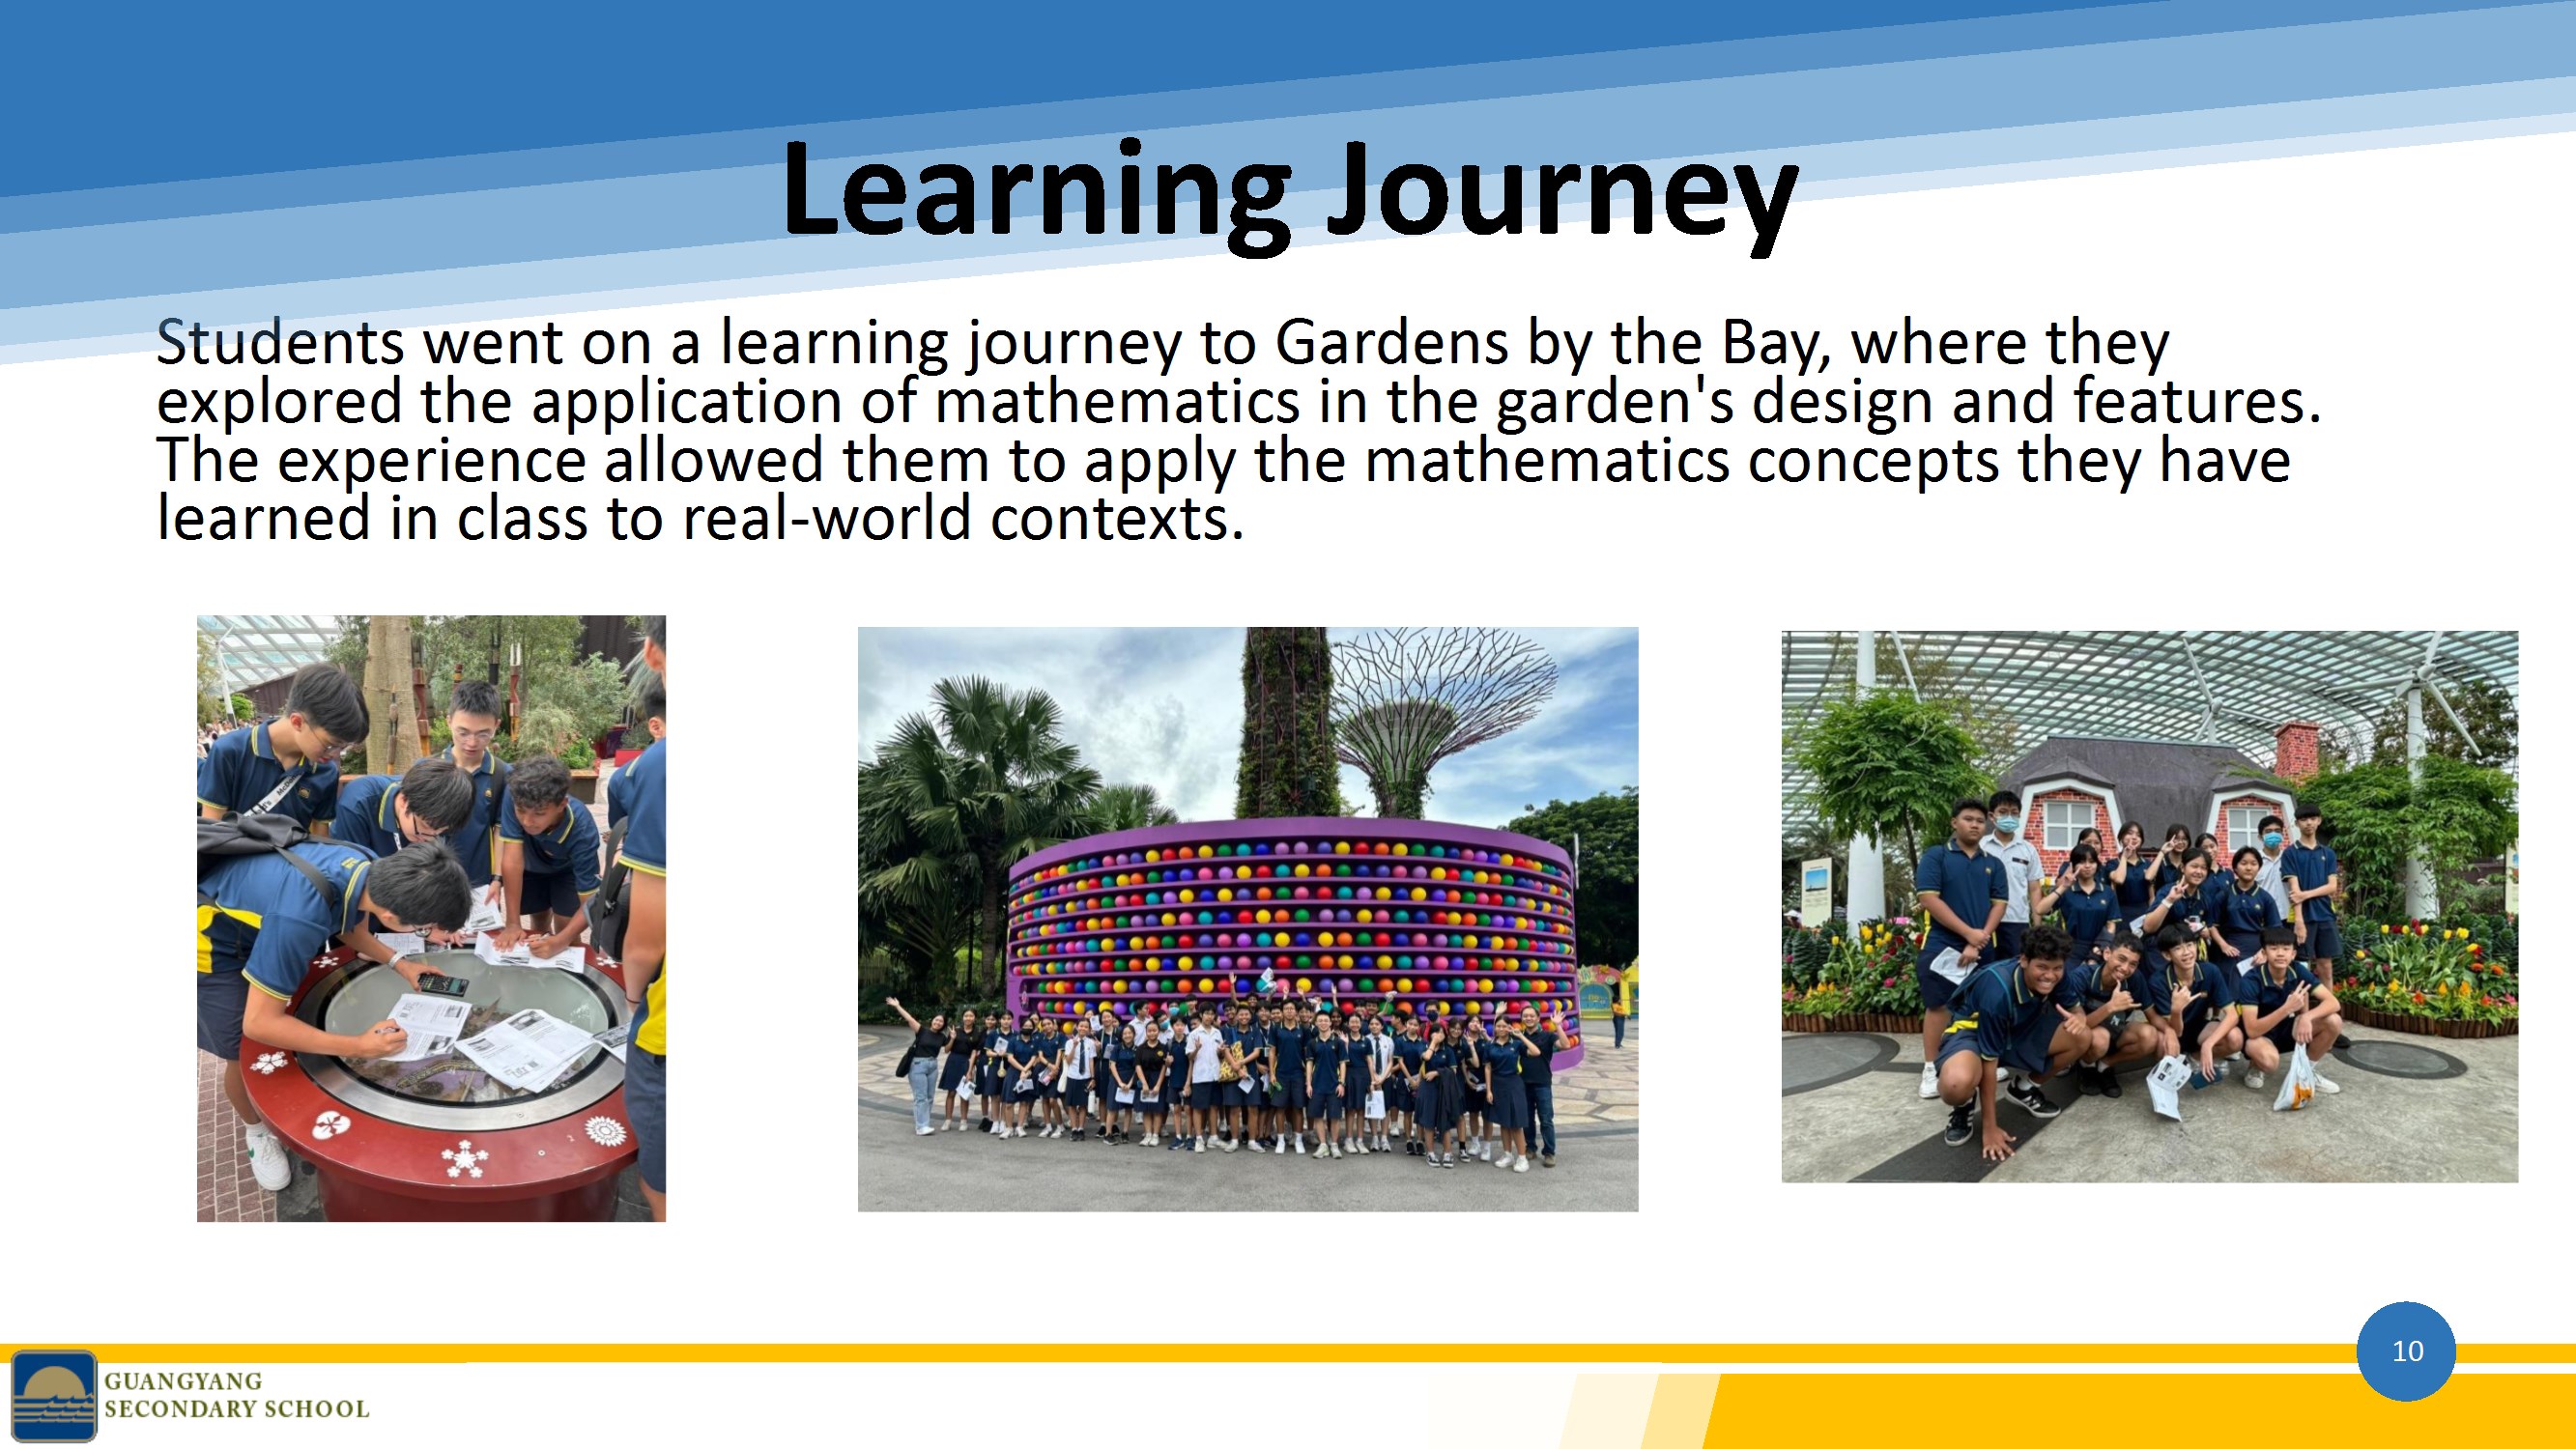 Learning Journey
Students went on a learning journey to Gardens by the Bay, where they
explored the application of mathematics in the garden's design and features.
The experience allowed them to apply the mathematics concepts they have
learned in class to real-world contexts.
10
GUANGYANG
SECONDARY SCHOOL